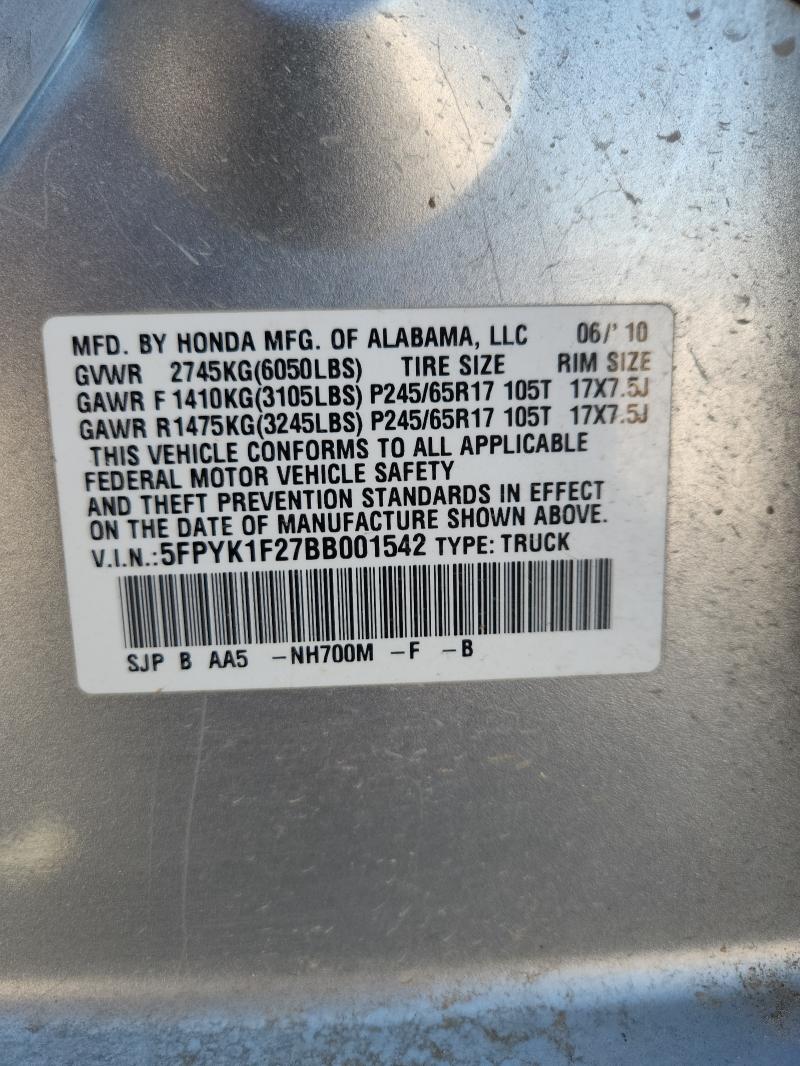 MFD. BY HONDA MFG. OF ALABAMA, LLC 06/'10
GVWR 2745KG(6050LBS) TIRE SIZE RIM SIZE
GAWR F 1410KG(3105LBS) P245/65R17 105T 17X7.5J
GAWR R1475KG(3245LBS) P245/65R17 105T 17X7.5J
THIS VEHICLE CONFORMS TO ALL APPLICABLE
FEDERAL MOTOR VEHICLE SAFETY
AND THEFT PREVENTION STANDARDS IN EFFECT
ON THE DATE OF MANUFACTURE SHOWN ABOVE.
V.I.N.:5FPYK1F27BB001542 TYPE: TRUCK
SJP B AA5 -NH700M -F -B